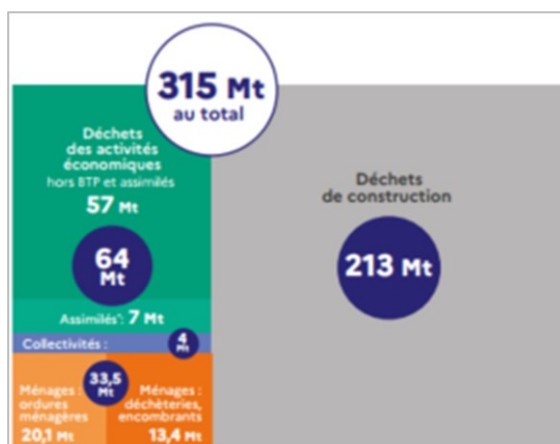 315 Mt
au total
Déchets
des activités
économiques
hors BTP et assimilés
57 Mt
64
Mt
Assimilés*: 7 Mt
Collectivités :
4
Mt
33,5
Mt
Ménages :
ordures
ménagères
20,1 Mt
Ménages :
déchèteries,
encombrants
13,4 Mt
Déchets
de construction
213 Mt